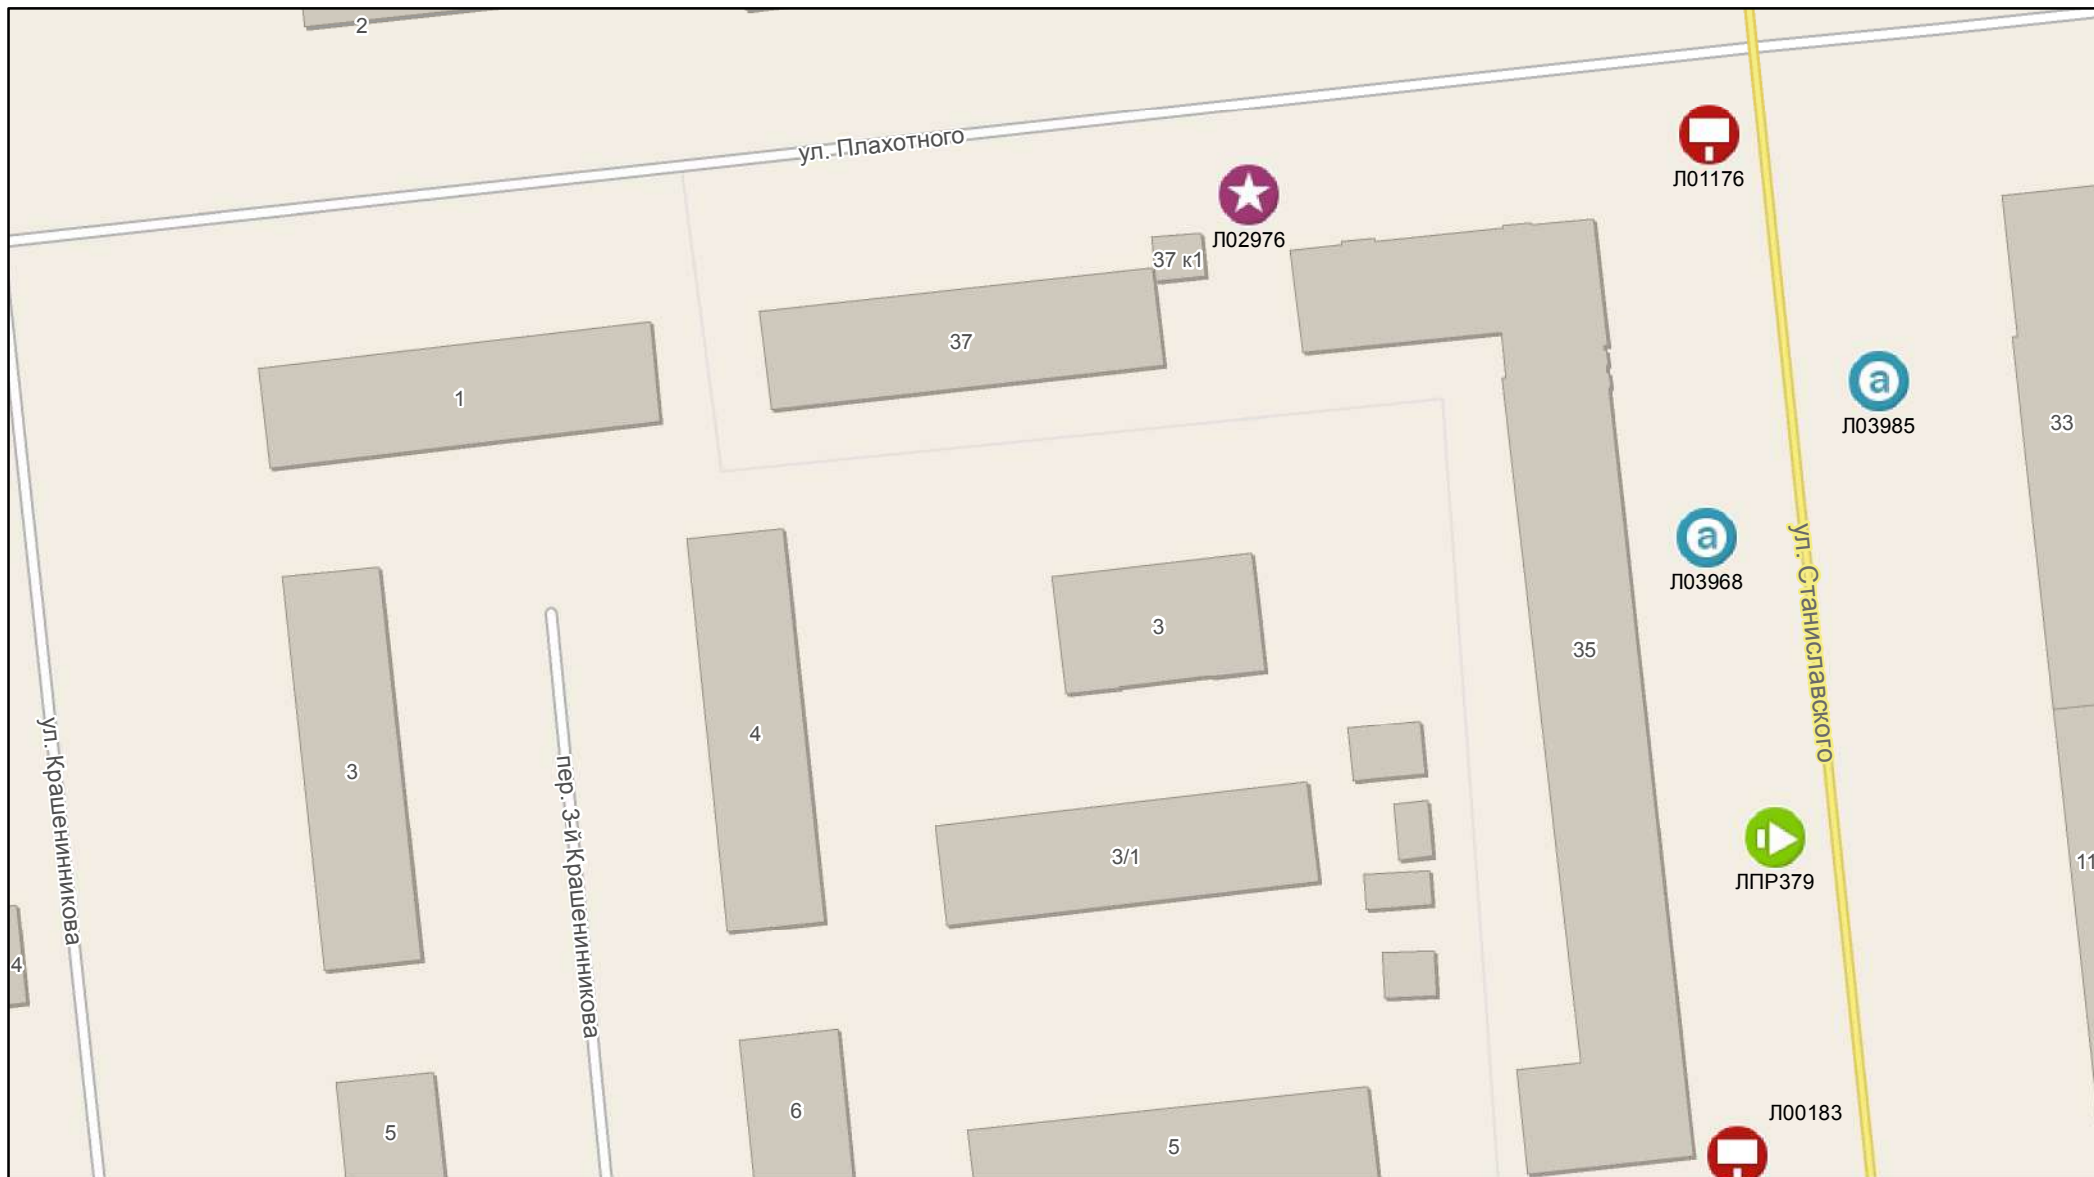 2
ул. Плахотного
Л01176
Л02976
37 к1
37
1
a
Л03985
33
a
Л03968
ул. Станиславского
3
35
4
3
ул. Крашенинникова
пер. 3-й Крашенинникова
3/1
11
ЛПР379
4
Л00183
6
5
5